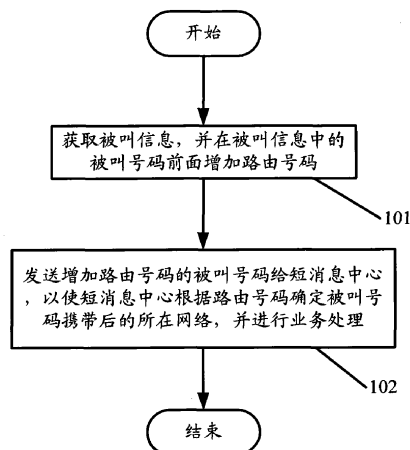 开始
获取被叫信息，并在被叫信息中的
被叫号码前面增加路由号码
101
发送增加路由号码的被叫号码给短消息中心
，以使短消息中心根据路由号码确定被叫号
码携带后的所在网络，并进行业务处理
102
结束